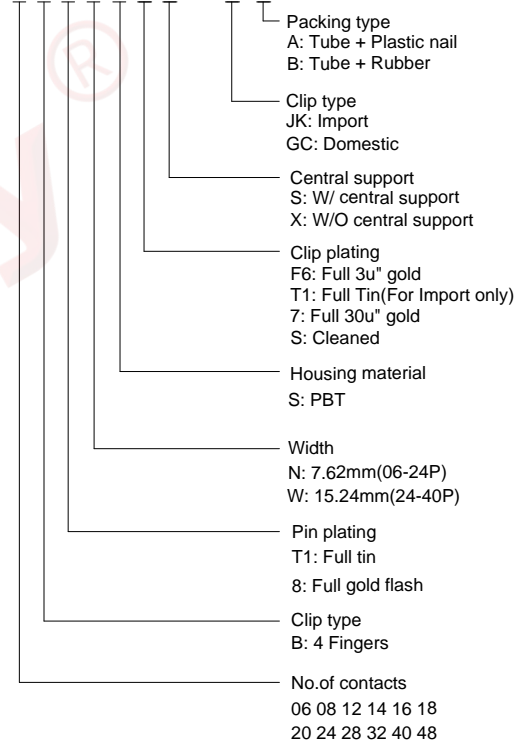 Packing type
A: Tube + Plastic nail
B: Tube + Rubber
Clip type
JK: Import
GC: Domestic
Central support
S: W/ central support
X: W/O central support
Clip plating
F6: Full 3u" gold
T1: Full Tin(For Import only)
7: Full 30u" gold
S: Cleaned
Housing material
S: PBT
Width
N: 7.62mm(06-24P)
W: 15.24mm(24-40P)
Pin plating
T1: Full tin
8: Full gold flash
Clip type
B: 4 Fingers
No.of contacts
06 08 12 14 16 18
20 24 28 32 40 48